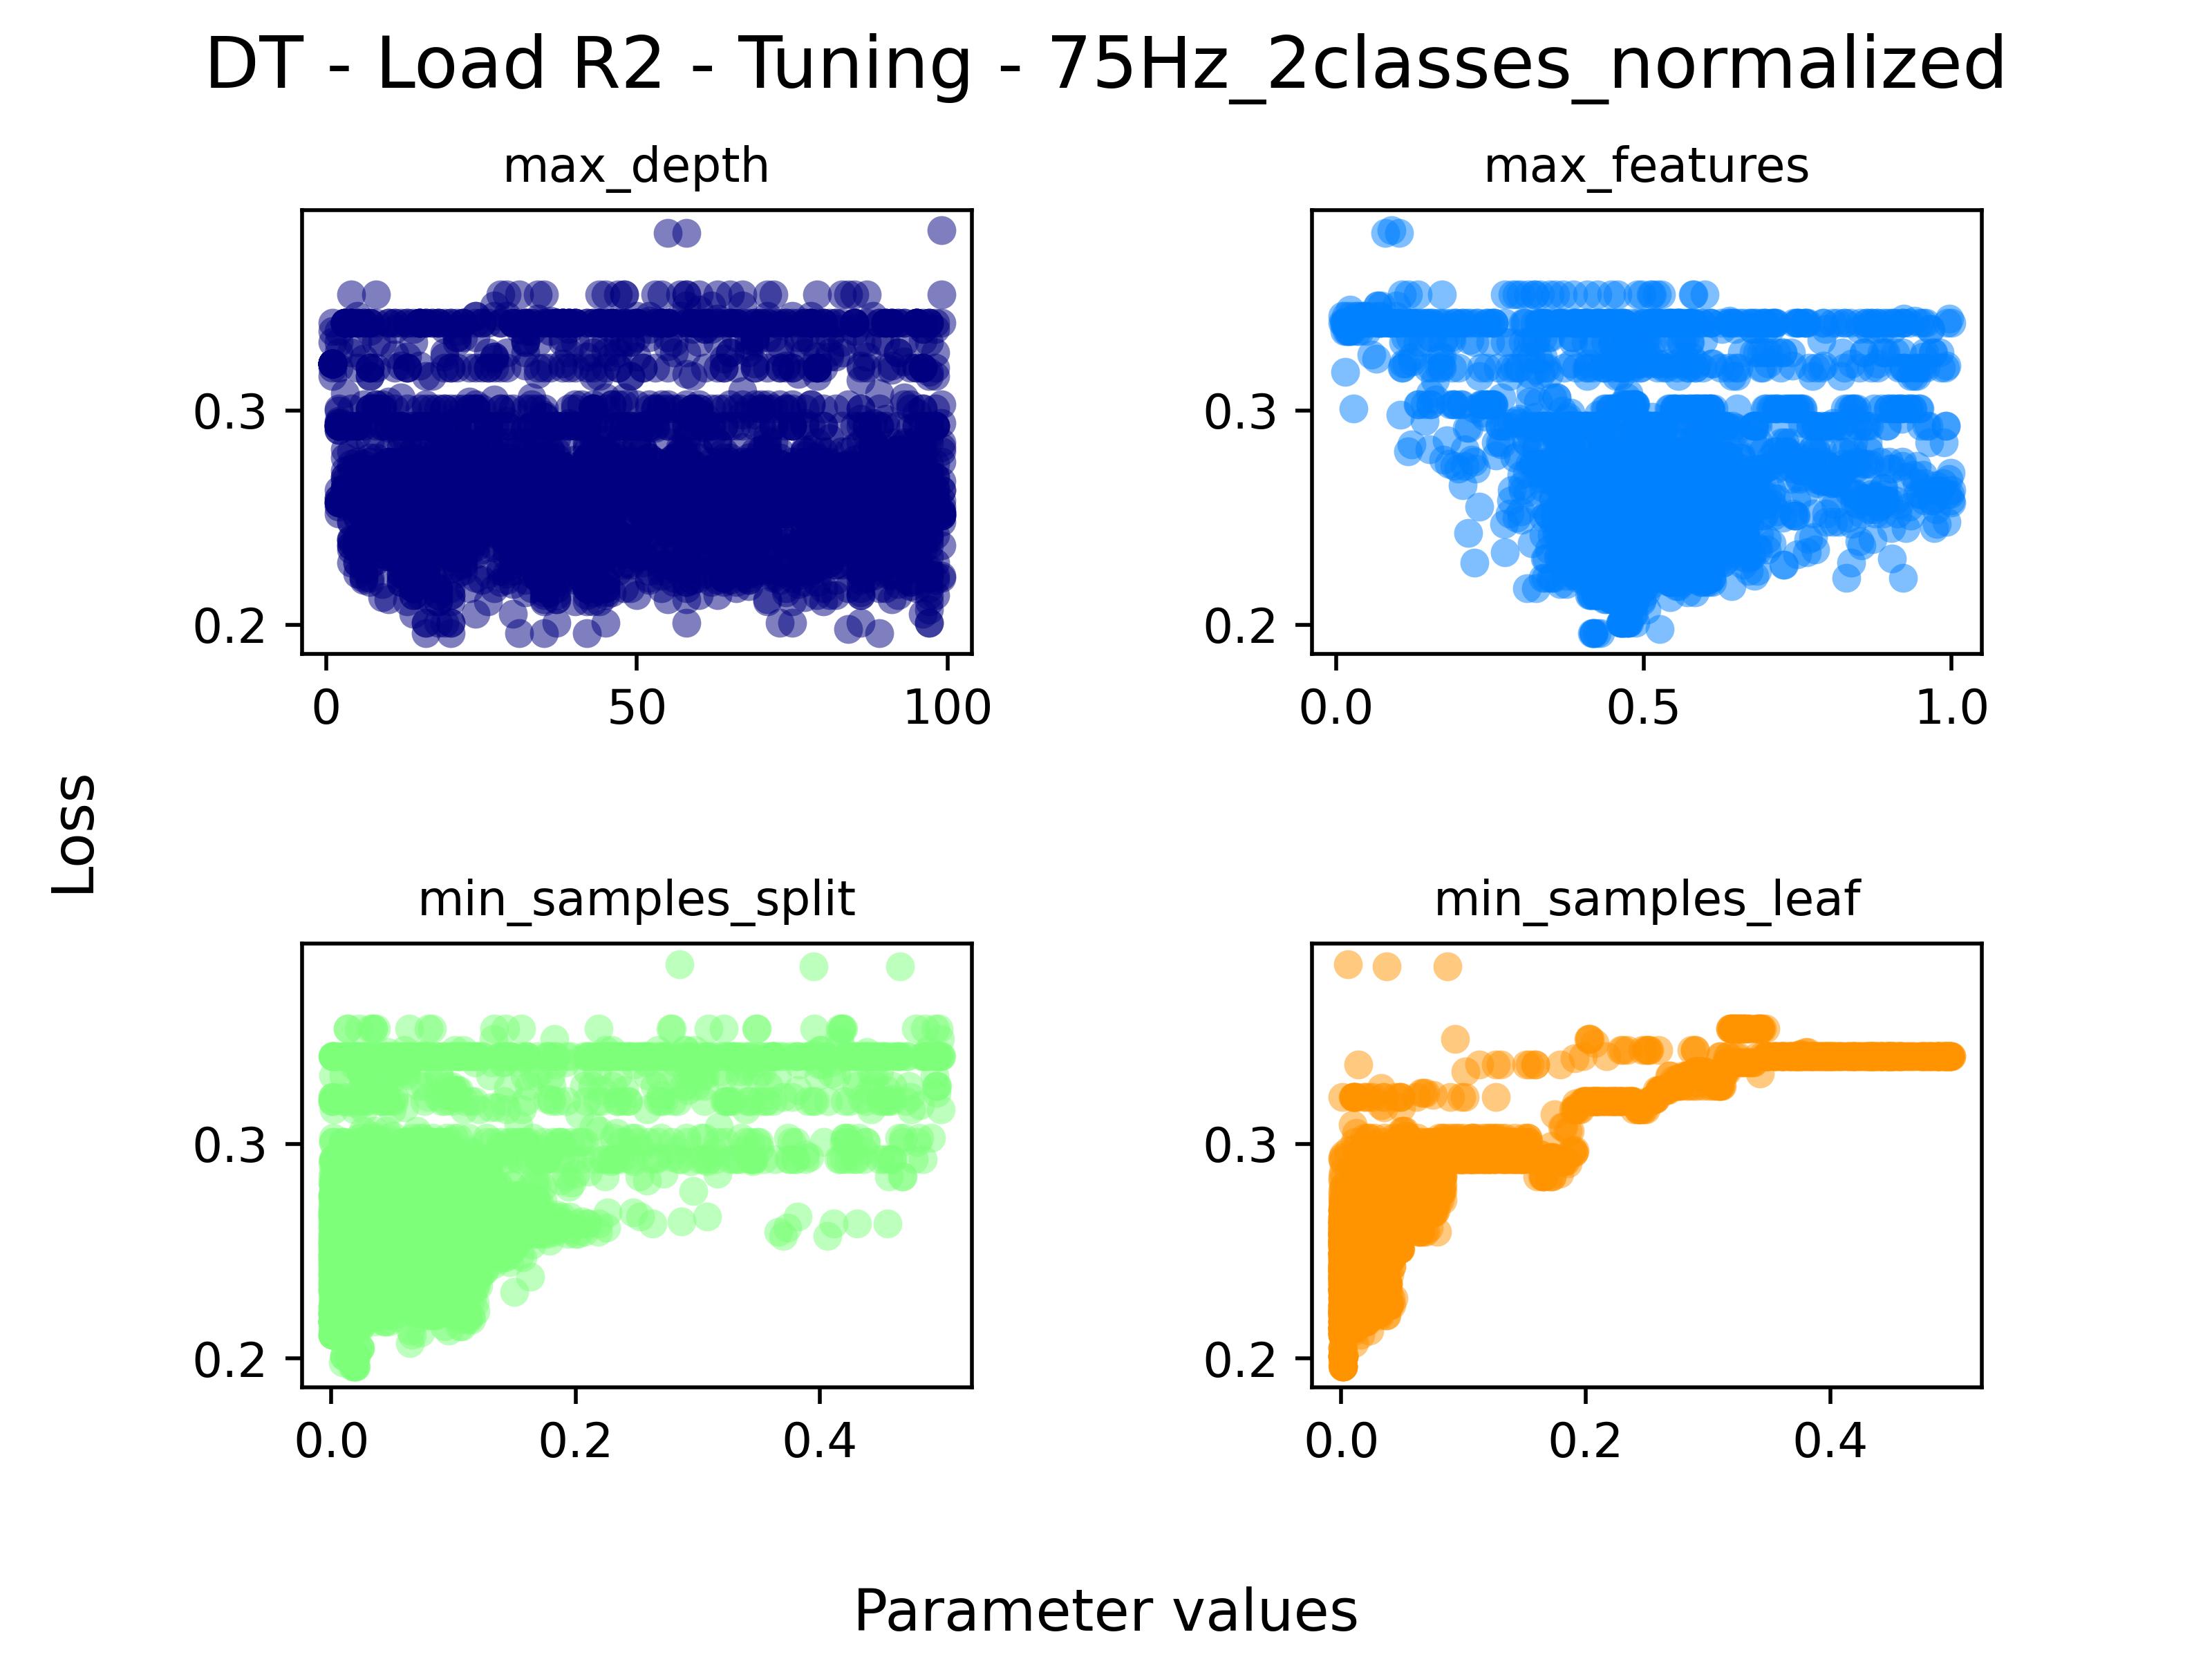 DT - Load R2 - Tuning - 75Hz_2classes_normalized
max_depth
max_features
0.3
0.2
0 50 100
0.3
0.2
0.0 0.5 1.0
Loss
min_samples_split
min_samples_leaf
0.3
0.2
0.0 0.2 0.4
0.3
0.2
0.0 0.2 0.4
Parameter values